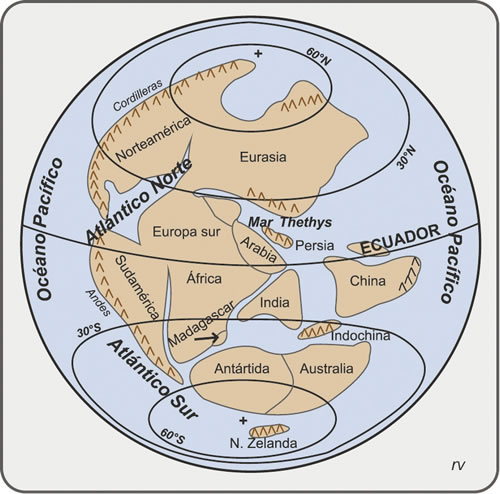 60°N
Cordilleras
Norteamérica
Eurasia
30°N
Océano Pacífico
Atlántico Norte
Océano Pacífico
Mar Thethys
Europa sur
Arabia
Persia
ECUADOR
Sudamérica
África
China
Andes
India
Madagascar
30°S
Indochina
Atlántico Sur
Antártida
Australia
60°S
N. Zelanda
rv